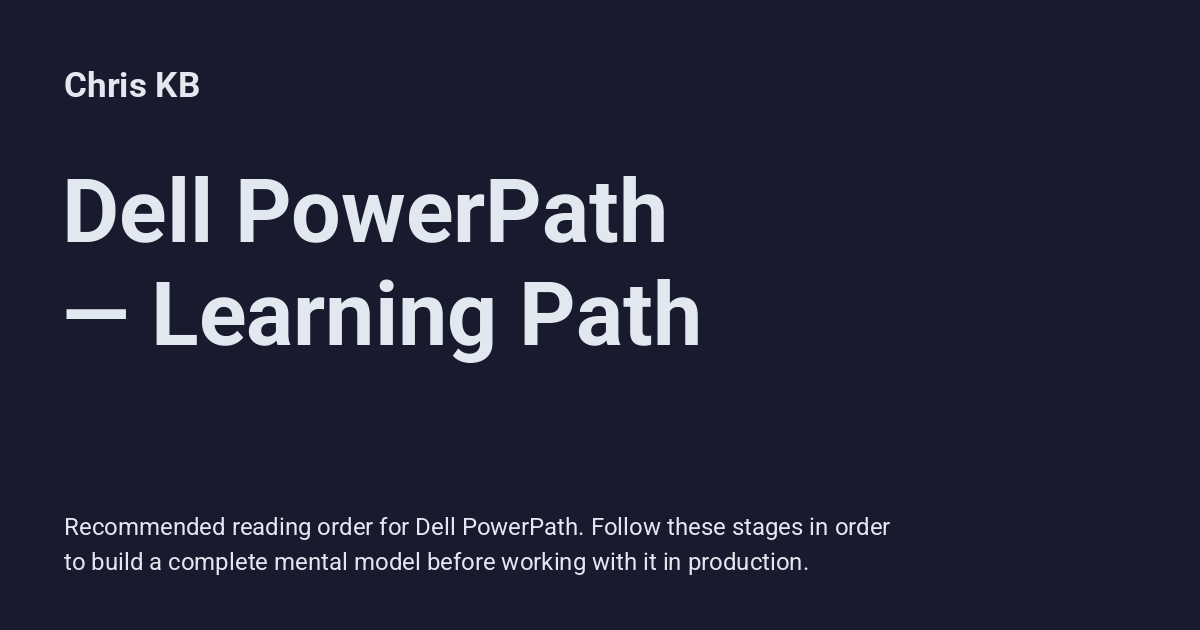 Chris KB
Dell PowerPath
— Learning Path
Recommended reading order for Dell PowerPath. Follow these stages in order
to build a complete mental model before working with it in production.